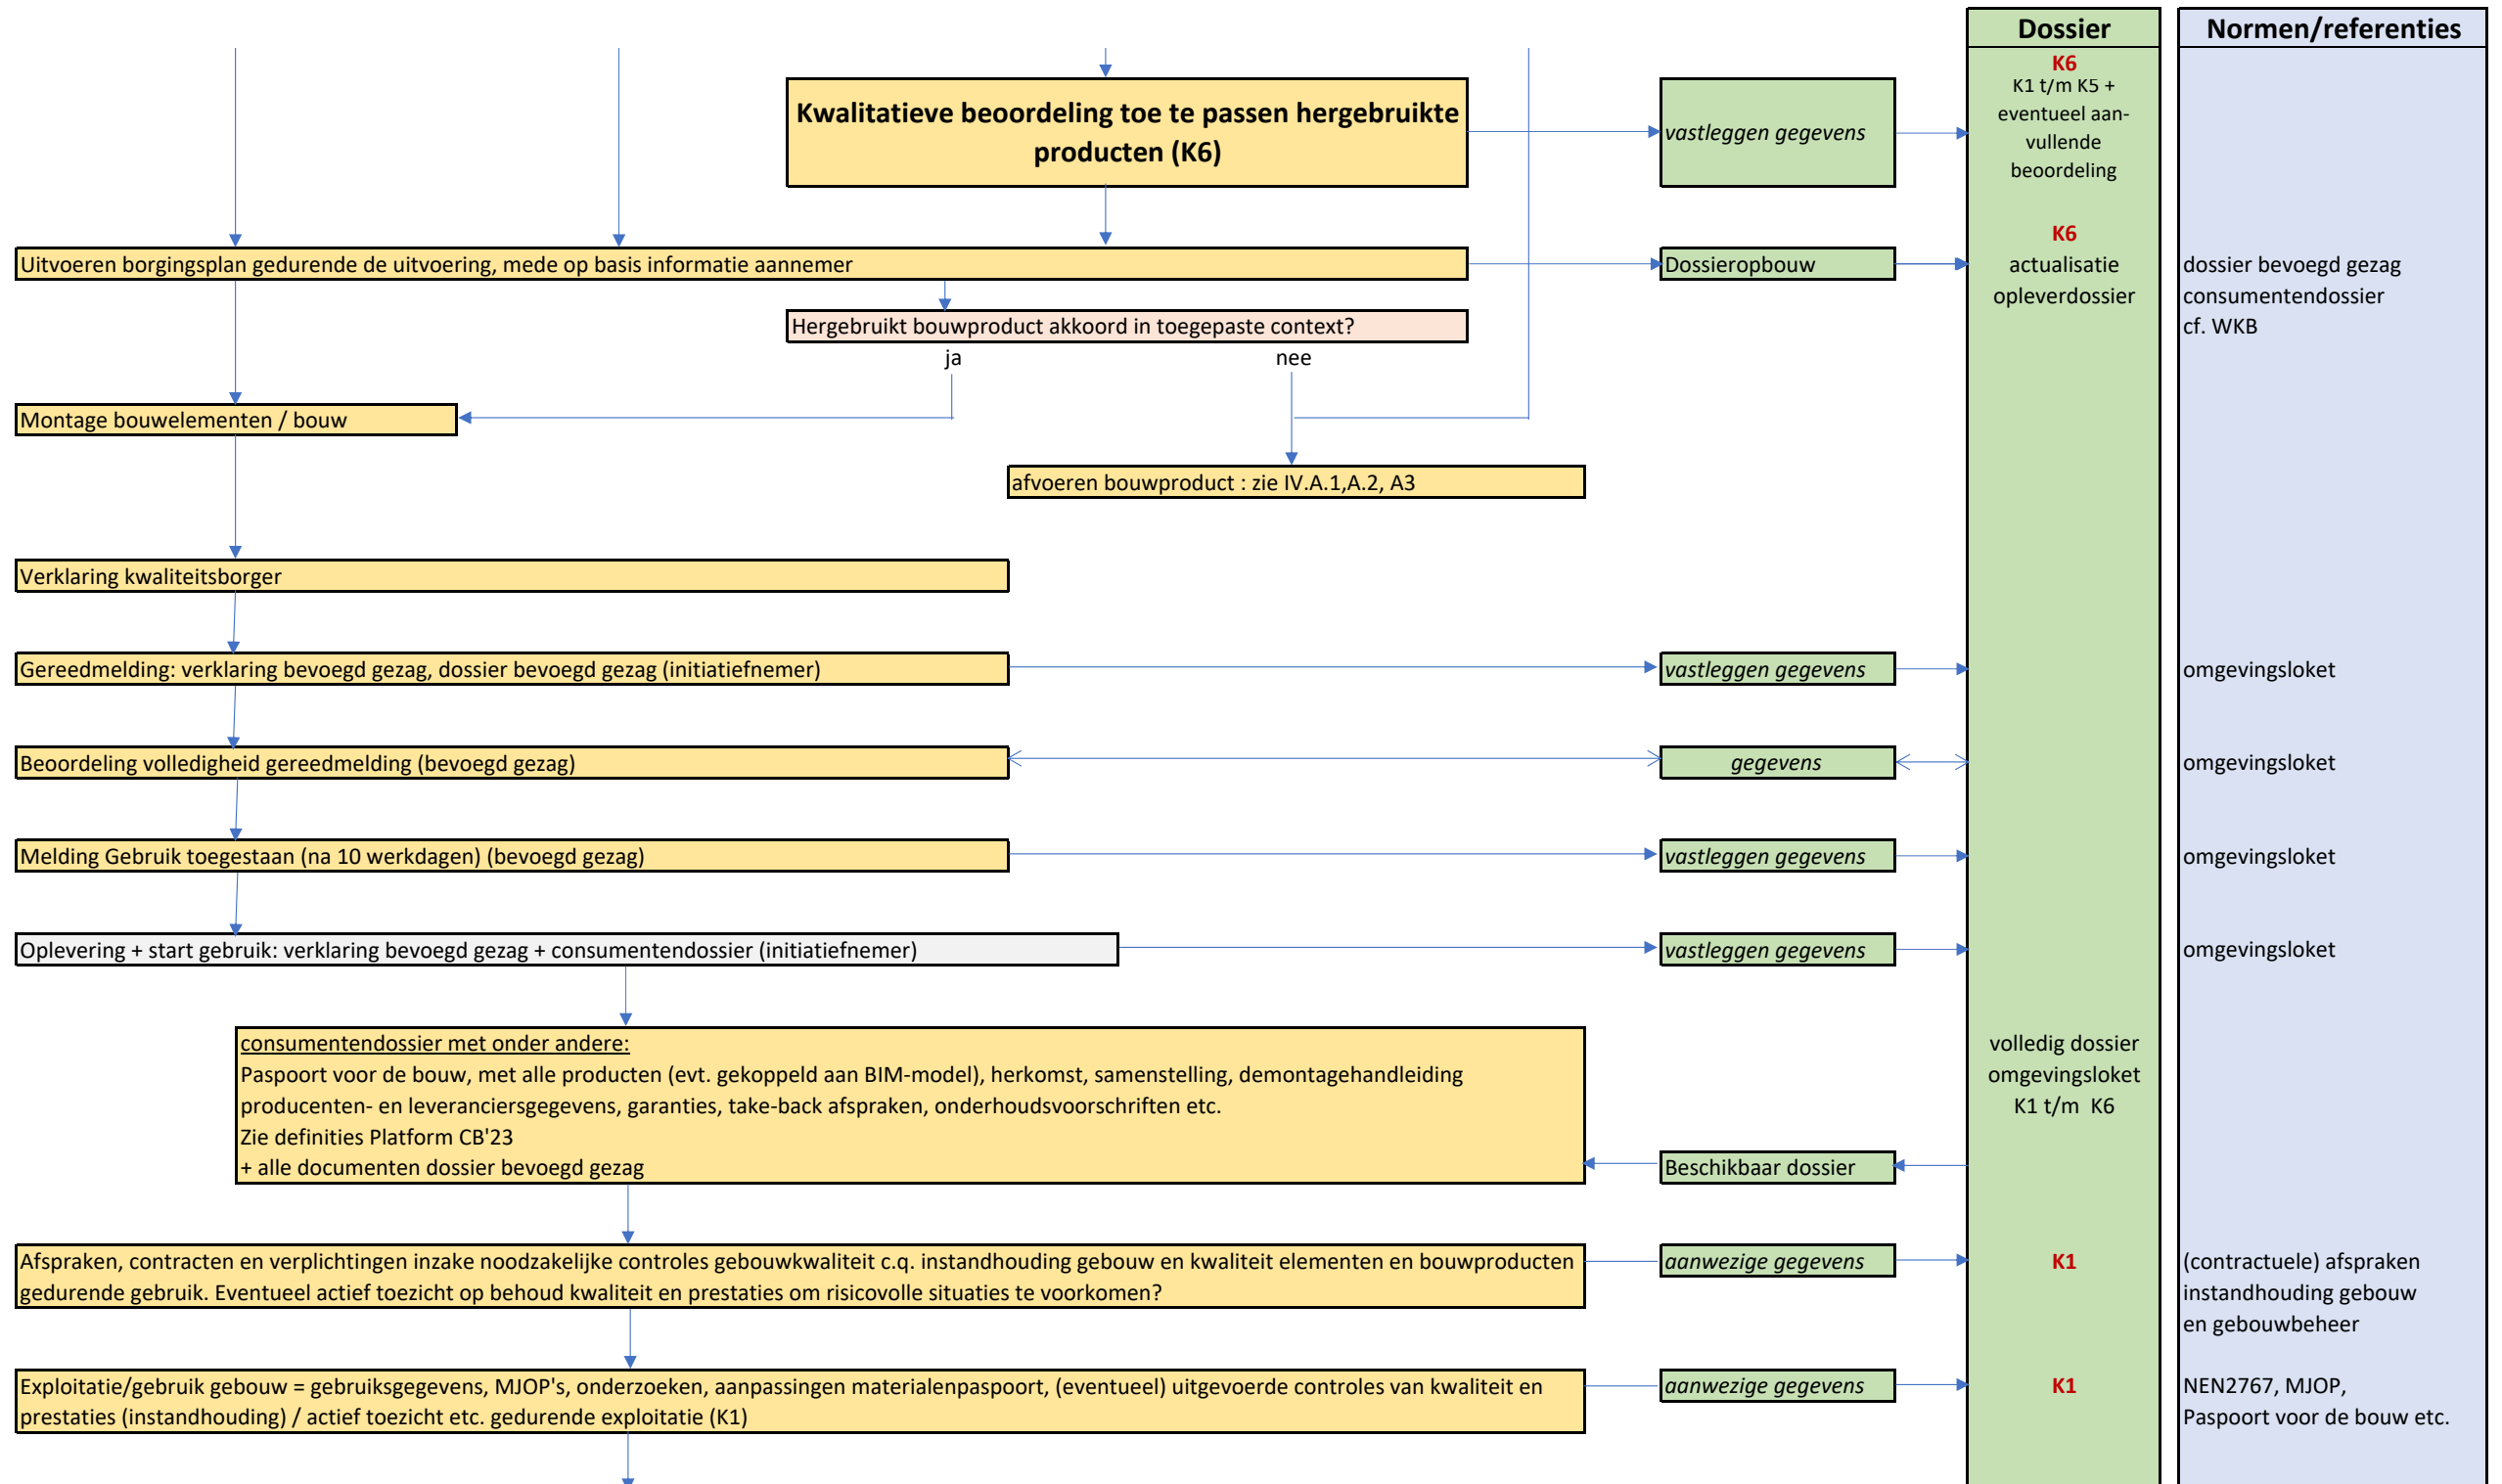 Dossier
Normen/referenties
K6
K1 t/m K5 +
eventueel aan-
vullende
beoordeling
Kwalitatieve beoordeling toe te passen hergebruikte
producten (K6)
vastleggen gegevens
K6
Uitvoeren borgingsplan gedurende de uitvoering, mede op basis informatie aannemer
Dossieropbouw
actualisatie
opleverdossier
dossier bevoegd gezag
consumentendossier
cf. WKB
Hergebruikt bouwproduct akkoord in toegepaste context?
ja
nee
Montage bouwelementen / bouw
afvoeren bouwproduct : zie IV.A.1,A.2, A3
Verklaring kwaliteitsborger
Gereedmelding: verklaring bevoegd gezag, dossier bevoegd gezag (initiatiefnemer)
vastleggen gegevens
omgevingsloket
Beoordeling volledigheid gereedmelding (bevoegd gezag)
gegevens
omgevingsloket
Melding Gebruik toegestaan (na 10 werkdagen) (bevoegd gezag)
vastleggen gegevens
omgevingsloket
Oplevering + start gebruik: verklaring bevoegd gezag + consumentendossier (initiatiefnemer)
vastleggen gegevens
omgevingsloket
consumentendossier met onder andere:
Paspoort voor de bouw, met alle producten (evt. gekoppeld aan BIM-model), herkomst, samenstelling, demontagehandleiding
producenten- en leveranciersgegevens, garanties, take-back afspraken, onderhoudsvoorschriften etc.
Zie definities Platform CB'23
+ alle documenten dossier bevoegd gezag
Beschikbaar dossier
volledig dossier
omgevingsloket
K1 t/m K6
Afspraken, contracten en verplichtingen inzake noodzakelijke controles gebouwkwaliteit c.q. instandhouding gebouw en kwaliteit elementen en bouwproducten
gedurende gebruik. Eventueel actief toezicht op behoud kwaliteit en prestaties om risicovolle situaties te voorkomen?
aanwezige gegevens
K1
(contractuele) afspraken
instandhouding gebouw
en gebouwbeheer
Exploitatie/gebruik gebouw = gebruiksgegevens, MJOP's, onderzoeken, aanpassingen materialenpaspoort, (eventueel) uitgevoerde controles van kwaliteit en
prestaties (instandhouding) / actief toezicht etc. gedurende exploitatie (K1)
aanwezige gegevens
K1
NEN2767, MJOP,
Paspoort voor de bouw etc.